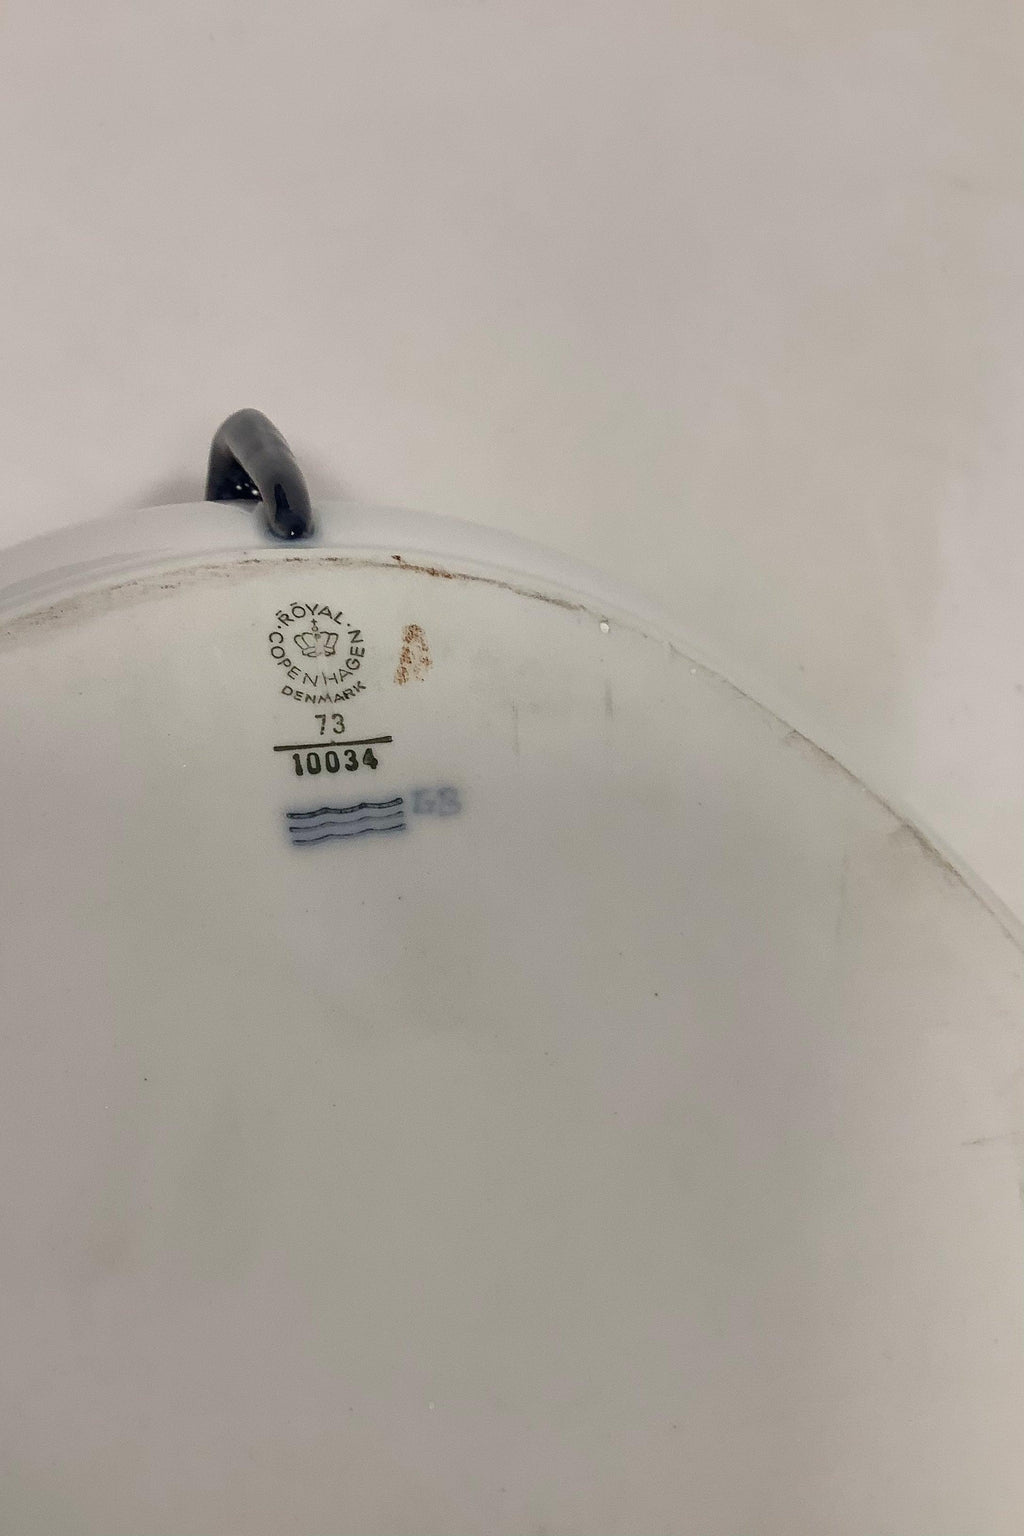 ROYAL
COPENHAGEN
DENMARK
73
10034